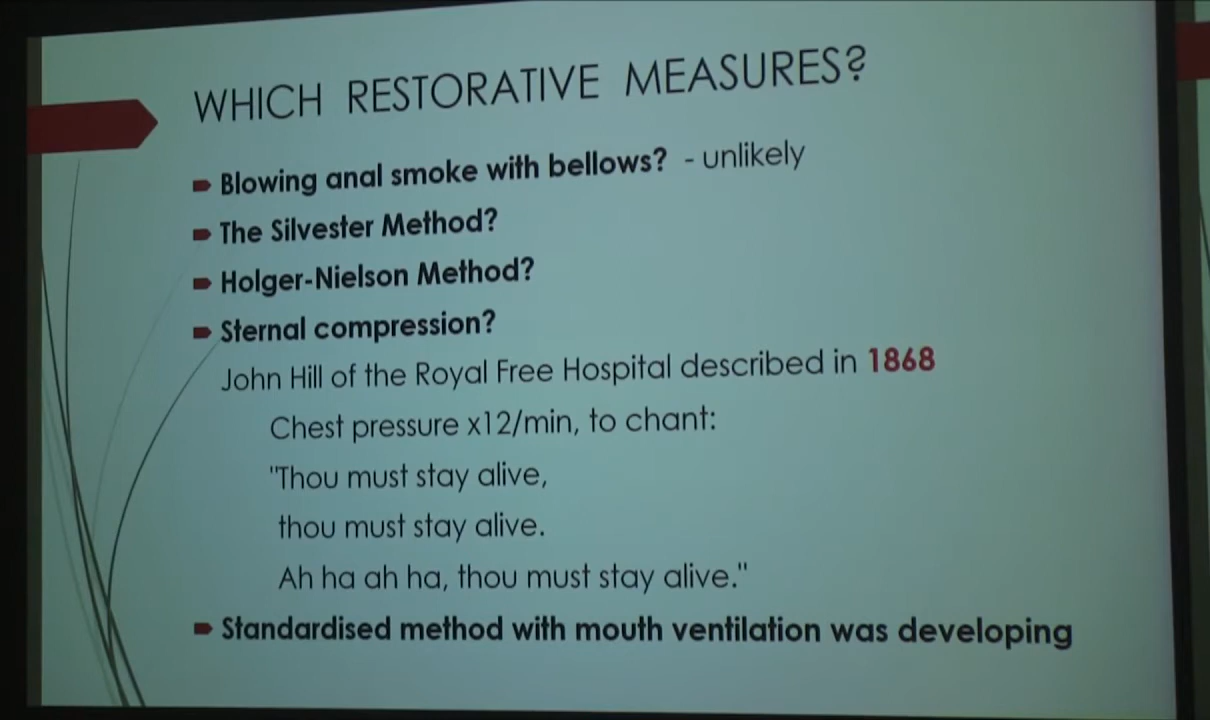 WHICH RESTORATIVE MEASURES?
Blowing anal smoke with bellows? - unlikely
The Silvester Method?
Holger-Nielson Method?
Sternal compression?
John Hill of the Royal Free Hospital described in 1868
Chest pressure x12/min, to chant:
"Thou must stay alive,
thou must stay alive.
Ah ha ah ha, thou must stay alive."
Standardised method with mouth ventilation was developing